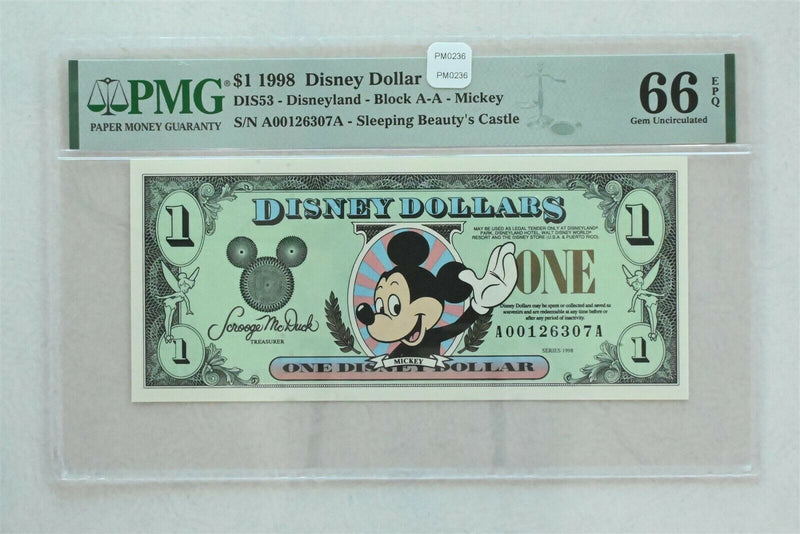 PM0236
PM0236
PMG®
PAPER MONEY GUARANTY
$1 1998 Disney Dollar
DIS53 - Disneyland - Block A-A - Mickey
S/N A00126307A - Sleeping Beauty's Castle
66
EPQ
Gem Uncirculated
1
DISNEY DOLLARS
1
MAY BE USED AS LEGAL TENDER ONLY AT DISNEYLAND®
PARK, DISNEYLAND HOTEL, WALT DISNEY WORLD®
RESORT AND THE DISNEY STORE (U.S.A. & PUERTO RICO).
ONE
Disney Dollars may be spent or collected and saved as
souvenirs and are redeemable at any time before or
after any period of inactivity.
Scrooge McDuck
TREASURER
A00126307A
SERIES 1998
1
MICKEY
ONE DISNEY DOLLAR
1